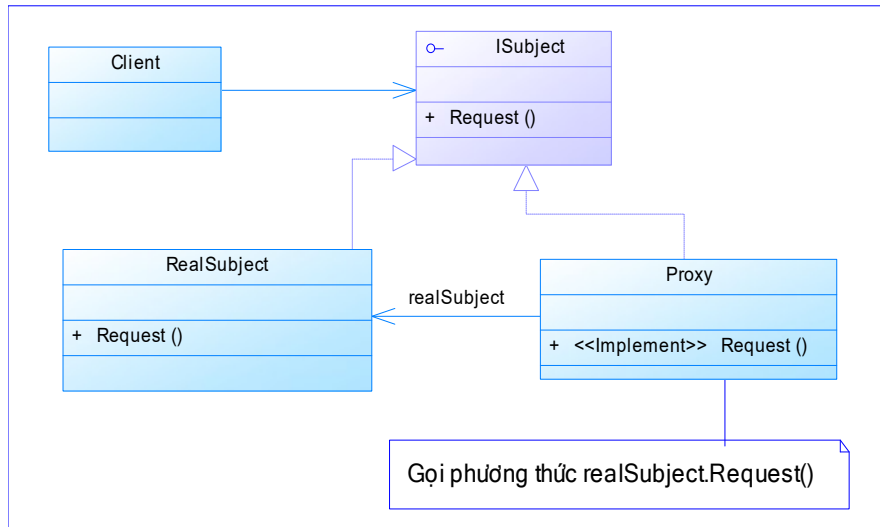 Client
ISubject
+ Request ()
RealSubject
+ Request ()
realSubject
Proxy
+ <<Implement>> Request ()
Gọi phương thức realSubject.Request()